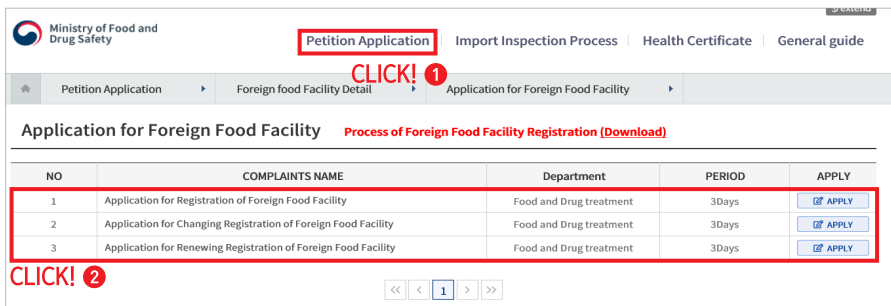 Ministry of Food and
Drug Safety
Petition Application
Import Inspection Process
Health Certificate
General guide
CLICK! 1
Petition Application
Foreign food Facility Detail
Application for Foreign Food Facility
Application for Foreign Food Facility Process of Foreign Food Facility Registration (Download)
NO COMPLAINTS NAME Department PERIOD APPLY
1 Application for Registration of Foreign Food Facility Food and Drug treatment 3Days APPLY
2 Application for Changing Registration of Foreign Food Facility Food and Drug treatment 3Days APPLY
3 Application for Renewing Registration of Foreign Food Facility Food and Drug treatment 3Days APPLY
CLICK! 2
<< < 1 > >>